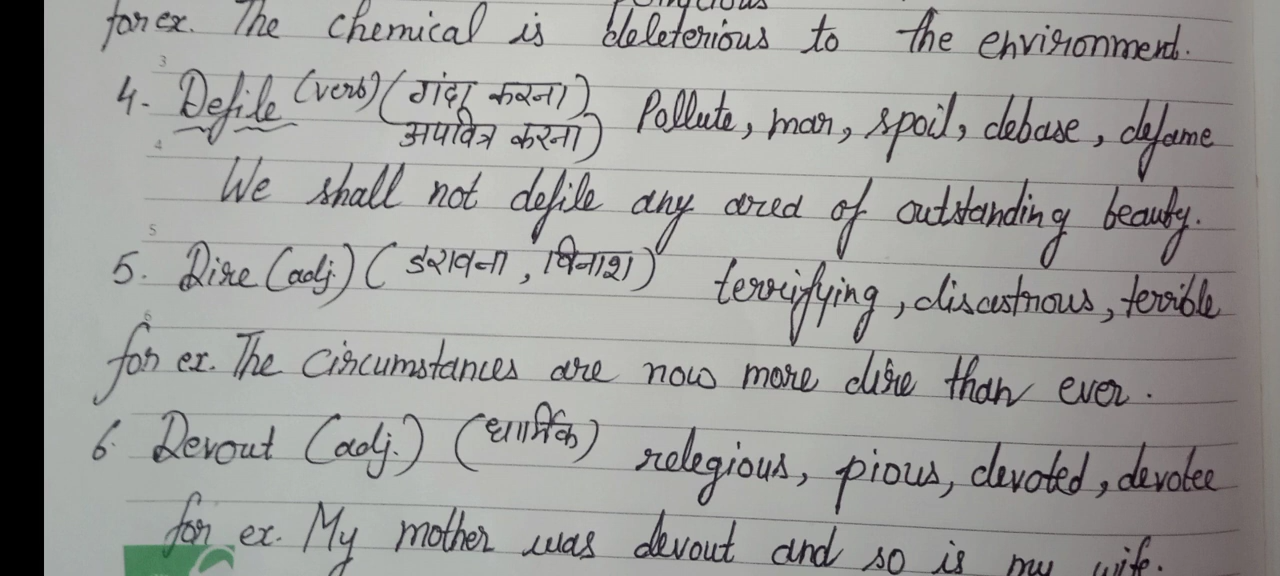 for ex. The chemical is deleterious to the environment.
4. Defile (verb) (गंदा करना) Pollute, mar, spoil, debase, defame
अपवित्र करना)
We shall not defile any area of outstanding beauty.
5. Dire (adj.) (डरावना, विनाश) terrifying, disastrous, terrible
for ex. The circumstances are now more dire than ever.
6. Devout (adj.) (धार्मिक) relegious, pious, devoted, devotee
for ex. My mother was devout and so is my wife.